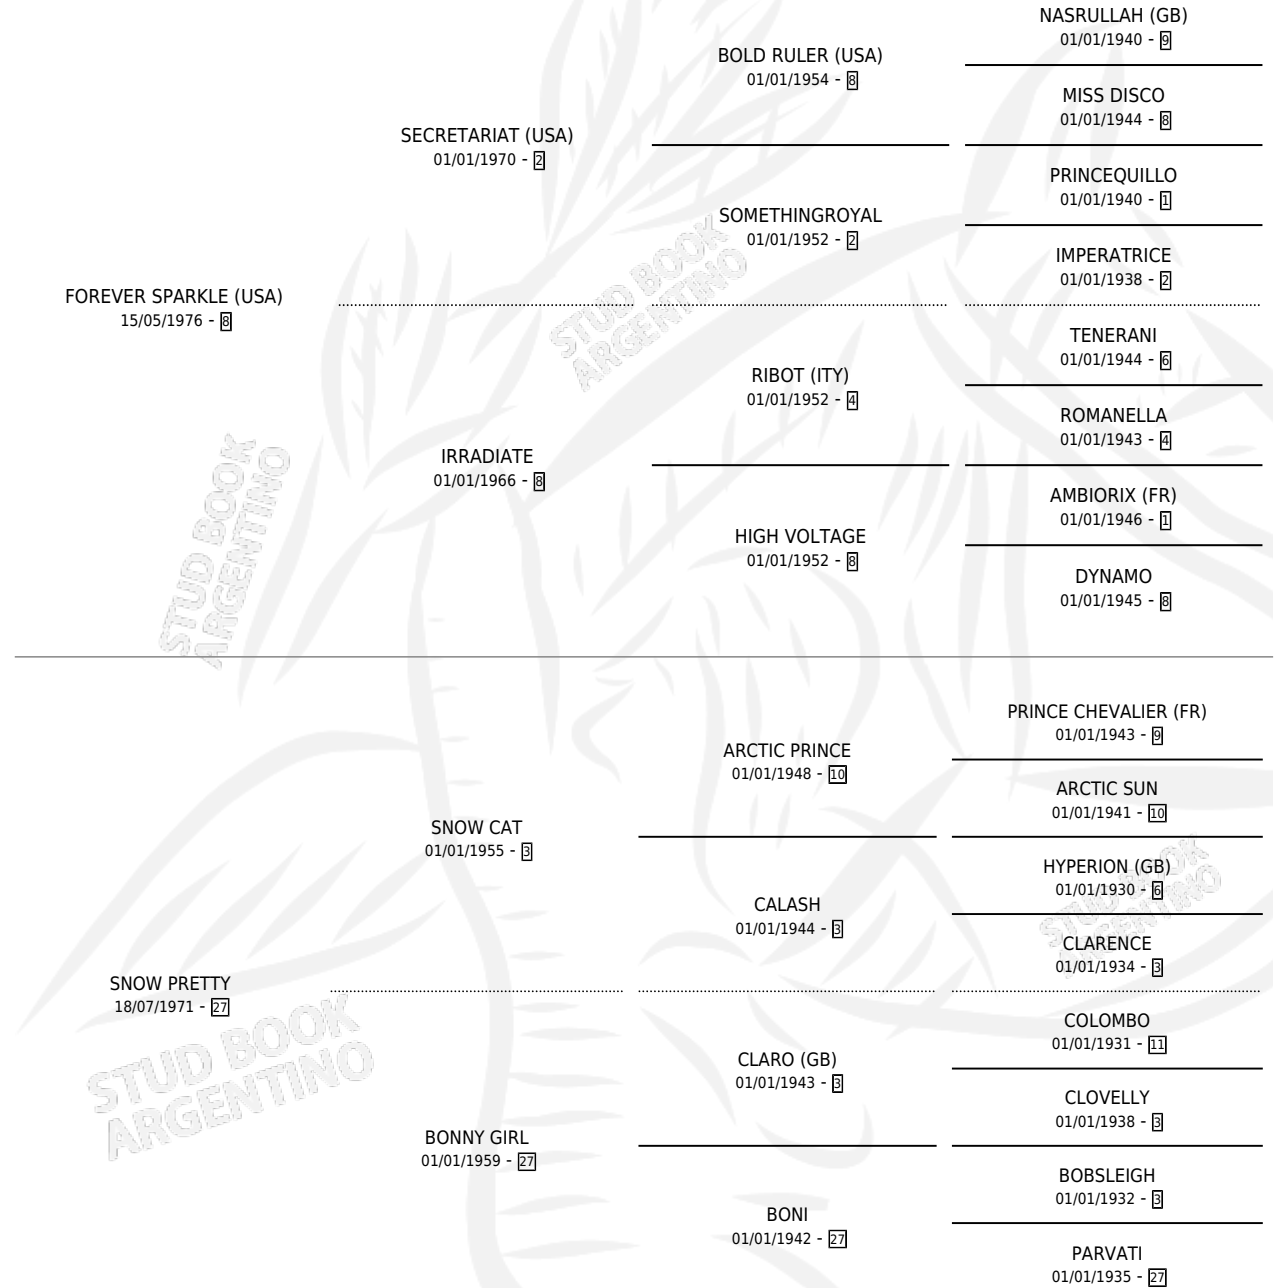 NASRULLAH (GB)
01/01/1940 - 9
BOLD RULER (USA)
01/01/1954 - 8
MISS DISCO
01/01/1944 - 8
SECRETARIAT (USA)
01/01/1970 - 2
PRINCEQUILLO
01/01/1940 - 1
SOMETHINGROYAL
01/01/1952 - 2
IMPERATRICE
01/01/1938 - 2
FOREVER SPARKLE (USA)
15/05/1976 - 8
STUD BOOK
ARGENTINO
TENERANI
01/01/1944 - 6
RIBOT (ITY)
01/01/1952 - 4
ROMANELLA
01/01/1943 - 4
IRRADIATE
01/01/1966 - 8
AMBIORIX (FR)
01/01/1946 - 1
HIGH VOLTAGE
01/01/1952 - 8
DYNAMO
01/01/1945 - 8
STUD BOOK
ARGENTINO
PRINCE CHEVALIER (FR)
01/01/1943 - 9
ARCTIC PRINCE
01/01/1948 - 10
ARCTIC SUN
01/01/1941 - 10
SNOW CAT
01/01/1955 - 3
HYPERION (GB)
01/01/1930 - 6
CALASH
01/01/1944 - 3
CLARENCE
01/01/1934 - 3
STUD BOOK
ARGENTINO
SNOW PRETTY
18/07/1971 - 27
COLOMBO
01/01/1931 - 11
CLARO (GB)
01/01/1943 - 3
CLOVELLY
01/01/1938 - 3
STUD BOOK
ARGENTINO
BONNY GIRL
01/01/1959 - 27
BOBSLEIGH
01/01/1932 - 3
BONI
01/01/1942 - 27
PARVATI
01/01/1935 - 27